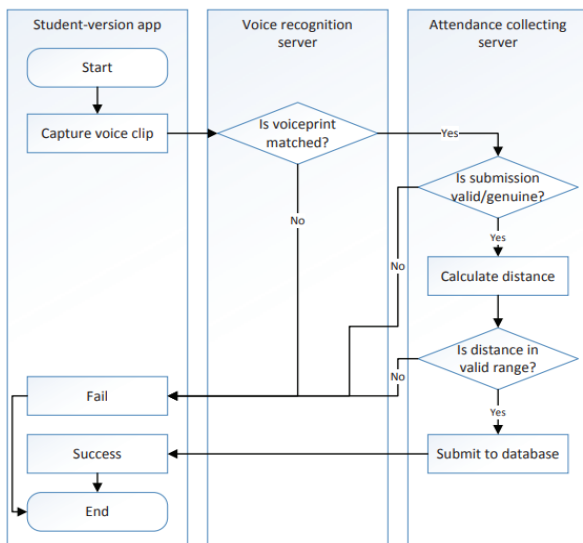 Student-version app
Voice recognition
server
Attendance collecting
server
Start
Capture voice clip
Is voiceprint
matched?
Yes
Is submission
valid/genuine?
No
Yes
No
Calculate distance
Is distance in
valid range?
No
Fail
Yes
Success
Submit to database
End